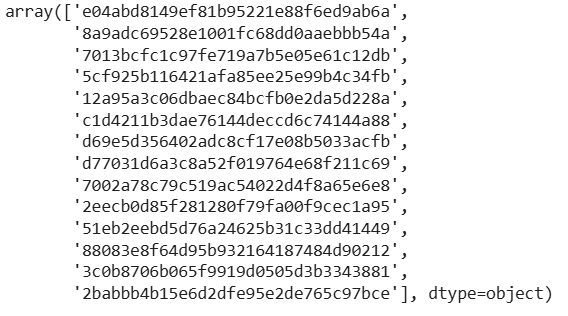 array(['e04abd8149ef81b95221e88f6ed9ab6a',
'8a9adc69528e1001fc68dd0aaebbb54a',
'7013bcfc1c97fe719a7b5e05e61c12db',
'5cf925b116421afa85ee25e99b4c34fb',
'12a95a3c06dbaec84bcfb0e2da5d228a',
'c1d4211b3dae76144deccd6c74144a88',
'd69e5d356402adc8cf17e08b5033acfb',
'd77031d6a3c8a52f019764e68f211c69',
'7002a78c79c519ac54022d4f8a65e6e8',
'2eecb0d85f281280f79fa00f9cec1a95',
'51eb2eebd5d76a24625b31c33dd41449',
'88083e8f64d95b932164187484d90212',
'3c0b8706b065f9919d0505d3b3343881',
'2babbb4b15e6d2dfe95e2de765c97bce'], dtype=object)